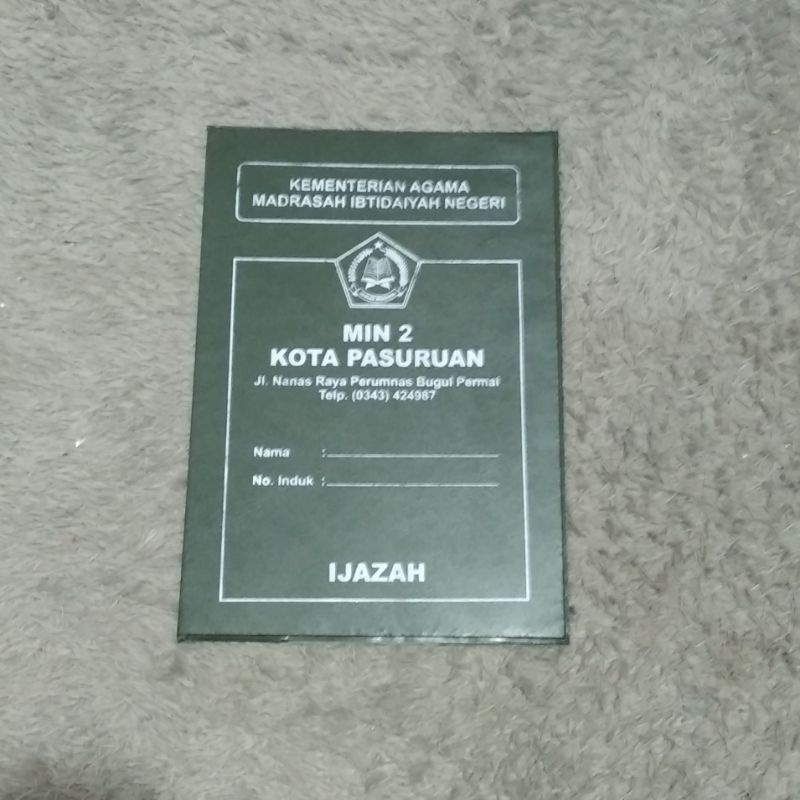 KEMENTERIAN AGAMA
MADRASAH IBTIDAIYAH NEGERI
MIN 2
KOTA PASURUAN
Jl. Nanas Raya Perumnas Bugul Permai
Telp. (0343) 424987
Nama :
No. Induk :
IJAZAH